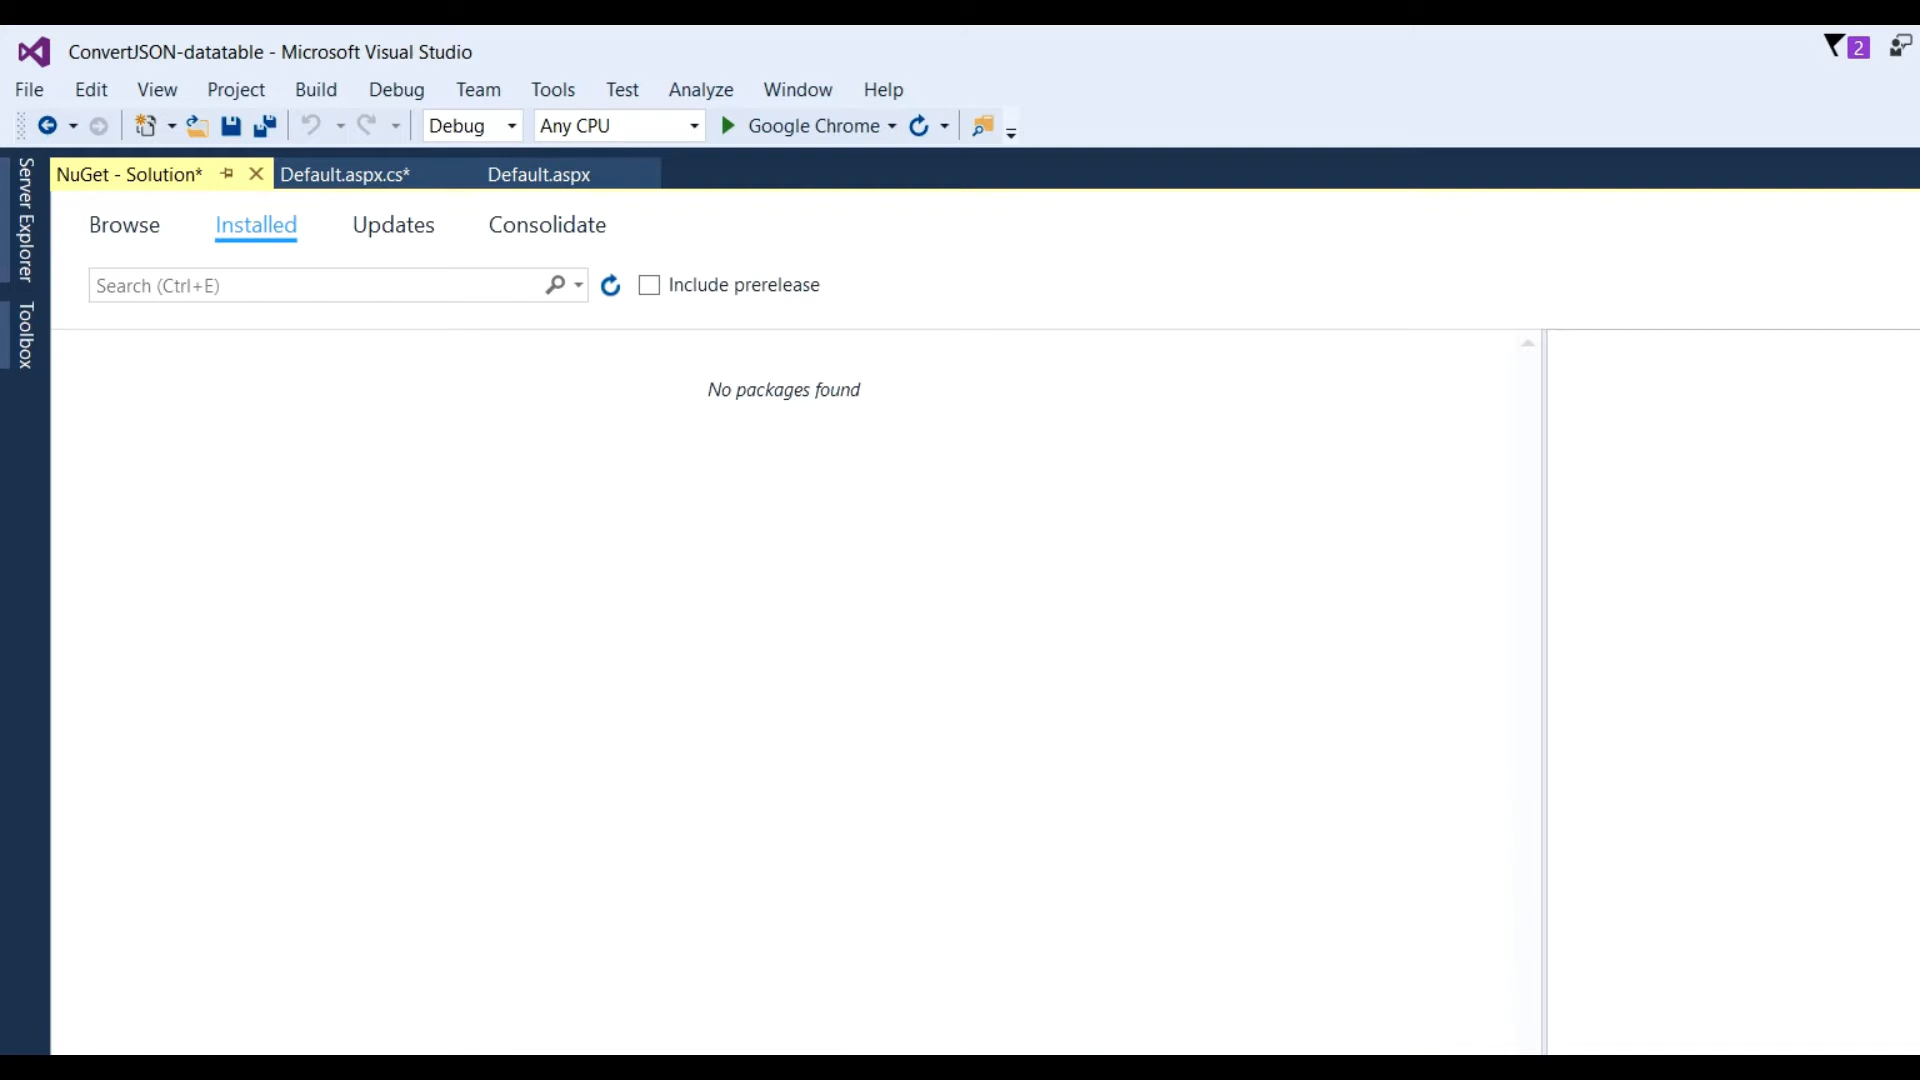 ConvertJSON-datatable - Microsoft Visual Studio
2
File Edit View Project Build Debug Team Tools Test Analyze Window Help
Debug Any CPU Google Chrome
NuGet - Solution* Default.aspx.cs* Default.aspx
Server Explorer
Toolbox
Browse Installed Updates Consolidate
Search (Ctrl+E) Include prerelease
No packages found